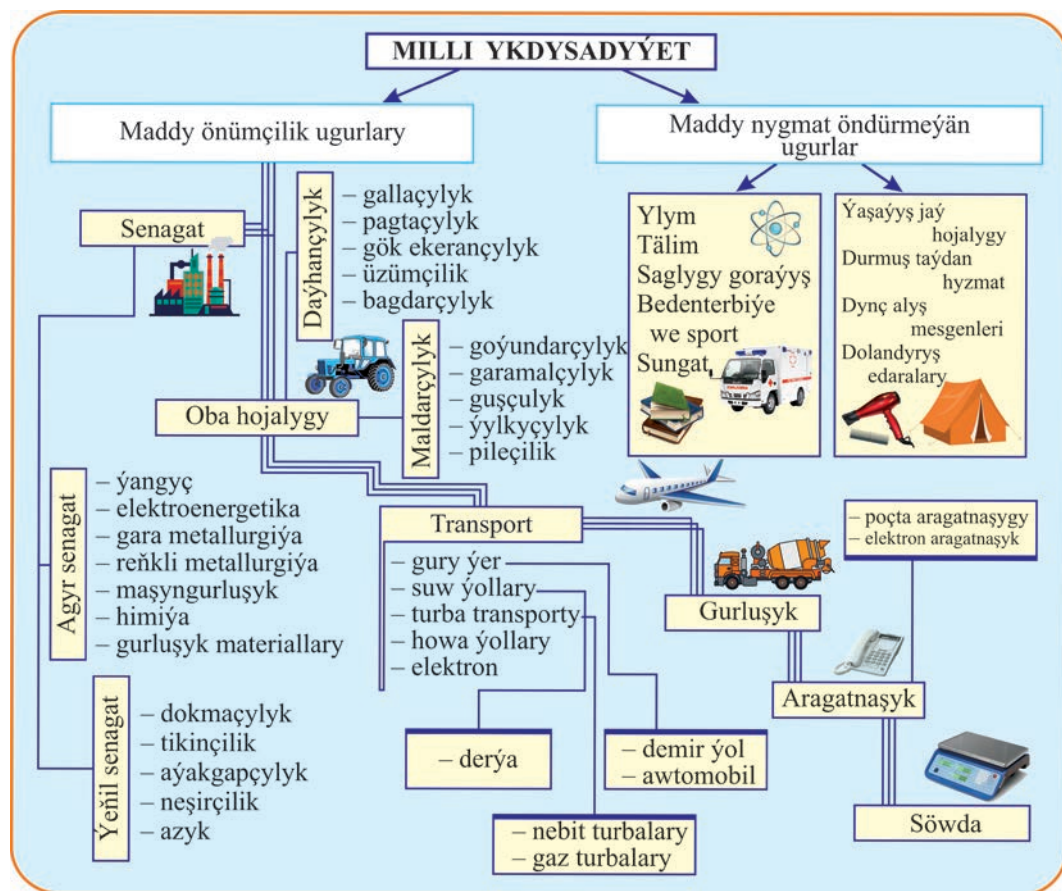 MILLI YKDYSADYÝET
Maddy önümçilik ugurlary
Maddy nygmat öndürmeýän
ugurlar
Senagat
Daýhançylyk
– gallaçylyk
– pagtaçylyk
– gök ekerançylyk
– üzümçilik
– bagdarçylyk
Oba hojalygy
Maldarçylyk
– goýundarçylyk
– garamalçylyk
– guşçulyk
– ýylkyçylyk
– pileçilik
Ylym
Tälim
Saglygy goraýyş
Bedenterbiýe
we sport
Sungat
Ýaşaýyş jaý
hojalygy
Durmuş taýdan
hyzmat
Dynç alyş
mesgenleri
Dolandyryş
edaralary
Agyr senagat
– ýangyç
– elektroenergetika
– gara metallurgiýa
– reňkli metallurgiýa
– maşyngurluşyk
– himiýa
– gurluşyk materiallary
Ýeňil senagat
– dokmaçylyk
– tikinçilik
– aýakgapçylyk
– neşirçilik
– azyk
Transport
– gury ýer
– suw ýollary
– turba transporty
– howa ýollary
– elektron
– derýa
– demir ýol
– awtomobil
– nebit turbalary
– gaz turbalary
Gurluşyk
– poçta aragatnaşygy
– elektron aragatnaşyk
Aragatnaşyk
Söwda